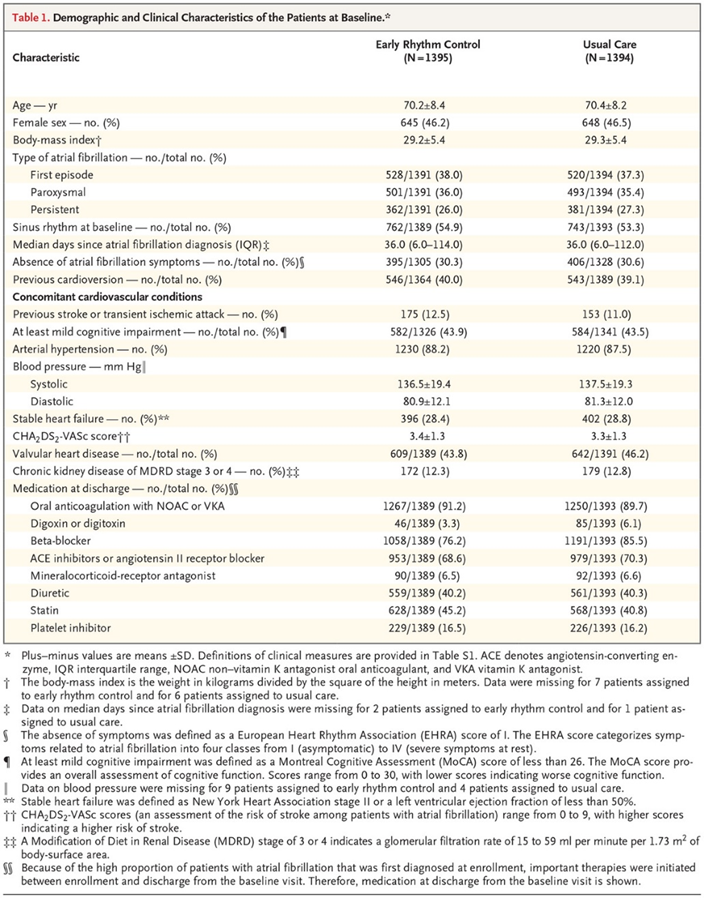 Table 1. Demographic and Clinical Characteristics of the Patients at Baseline.*
Characteristic Early Rhythm Control (N=1395) Usual Care (N=1394)
Age — yr 70.2±8.4 70.4±8.2
Female sex — no. (%) 645 (46.2) 648 (46.5)
Body-mass index† 29.2±5.4 29.3±5.4
Type of atrial fibrillation — no./total no. (%)
First episode 528/1391 (38.0) 520/1394 (37.3)
Paroxysmal 501/1391 (36.0) 493/1394 (35.4)
Persistent 362/1391 (26.0) 381/1394 (27.3)
Sinus rhythm at baseline — no./total no. (%) 762/1389 (54.9) 743/1393 (53.3)
Median days since atrial fibrillation diagnosis (IQR)‡ 36.0 (6.0–114.0) 36.0 (6.0–112.0)
Absence of atrial fibrillation symptoms — no./total no. (%)§ 395/1305 (30.3) 406/1328 (30.6)
Previous cardioversion — no./total no. (%) 546/1364 (40.0) 543/1389 (39.1)
Concomitant cardiovascular conditions
Previous stroke or transient ischemic attack — no. (%) 175 (12.5) 153 (11.0)
At least mild cognitive impairment — no./total no. (%)¶ 582/1326 (43.9) 584/1341 (43.5)
Arterial hypertension — no. (%) 1230 (88.2) 1220 (87.5)
Blood pressure — mm Hg‖
Systolic 136.5±19.4 137.5±19.3
Diastolic 80.9±12.1 81.3±12.0
Stable heart failure — no. (%)** 396 (28.4) 402 (28.8)
CHA2DS2-VASc score†† 3.4±1.3 3.3±1.3
Valvular heart disease — no./total no. (%) 609/1389 (43.8) 642/1391 (46.2)
Chronic kidney disease of MDRD stage 3 or 4 — no. (%)‡‡ 172 (12.3) 179 (12.8)
Medication at discharge — no./total no. (%)§§
Oral anticoagulation with NOAC or VKA 1267/1389 (91.2) 1250/1393 (89.7)
Digoxin or digitoxin 46/1389 (3.3) 85/1393 (6.1)
Beta-blocker 1058/1389 (76.2) 1191/1393 (85.5)
ACE inhibitors or angiotensin II receptor blocker 953/1389 (68.6) 979/1393 (70.3)
Mineralocorticoid-receptor antagonist 90/1389 (6.5) 92/1393 (6.6)
Diuretic 559/1389 (40.2) 561/1393 (40.3)
Statin 628/1389 (45.2) 568/1393 (40.8)
Platelet inhibitor 229/1389 (16.5) 226/1393 (16.2)
* Plus–minus values are means ±SD. Definitions of clinical measures are provided in Table S1. ACE denotes angiotensin-converting en-
zyme, IQR interquartile range, NOAC non–vitamin K antagonist oral anticoagulant, and VKA vitamin K antagonist.
† The body-mass index is the weight in kilograms divided by the square of the height in meters. Data were missing for 7 patients assigned
to early rhythm control and for 6 patients assigned to usual care.
‡ Data on median days since atrial fibrillation diagnosis were missing for 2 patients assigned to early rhythm control and for 1 patient as-
signed to usual care.
§ The absence of symptoms was defined as a European Heart Rhythm Association (EHRA) score of I. The EHRA score categorizes symp-
toms related to atrial fibrillation into four classes from I (asymptomatic) to IV (severe symptoms at rest).
¶ At least mild cognitive impairment was defined as a Montreal Cognitive Assessment (MoCA) score of less than 26. The MoCA score pro-
vides an overall assessment of cognitive function. Scores range from 0 to 30, with lower scores indicating worse cognitive function.
‖ Data on blood pressure were missing for 9 patients assigned to early rhythm control and 4 patients assigned to usual care.
** Stable heart failure was defined as New York Heart Association stage II or a left ventricular ejection fraction of less than 50%.
†† CHA2DS2-VASc scores (an assessment of the risk of stroke among patients with atrial fibrillation) range from 0 to 9, with higher scores
indicating a higher risk of stroke.
‡‡ A Modification of Diet in Renal Disease (MDRD) stage of 3 or 4 indicates a glomerular filtration rate of 15 to 59 ml per minute per 1.73 m² of
body-surface area.
§§ Because of the high proportion of patients with atrial fibrillation that was first diagnosed at enrollment, important therapies were initiated
between enrollment and discharge from the baseline visit. Therefore, medication at discharge from the baseline visit is shown.